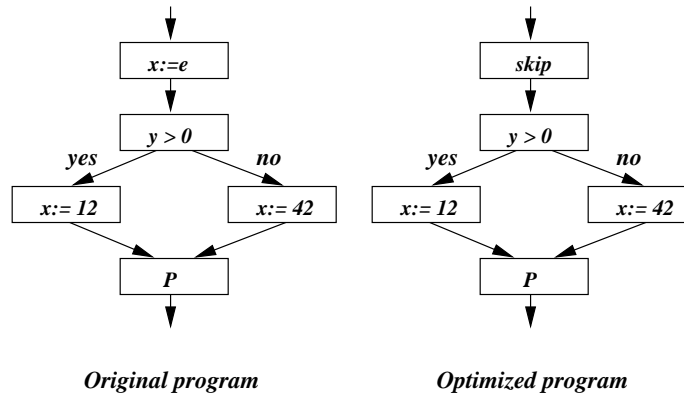 x:=e
y > 0
yes no
x:= 12 x:= 42
P
Original program
skip
y > 0
yes no
x:= 12 x:= 42
P
Optimized program